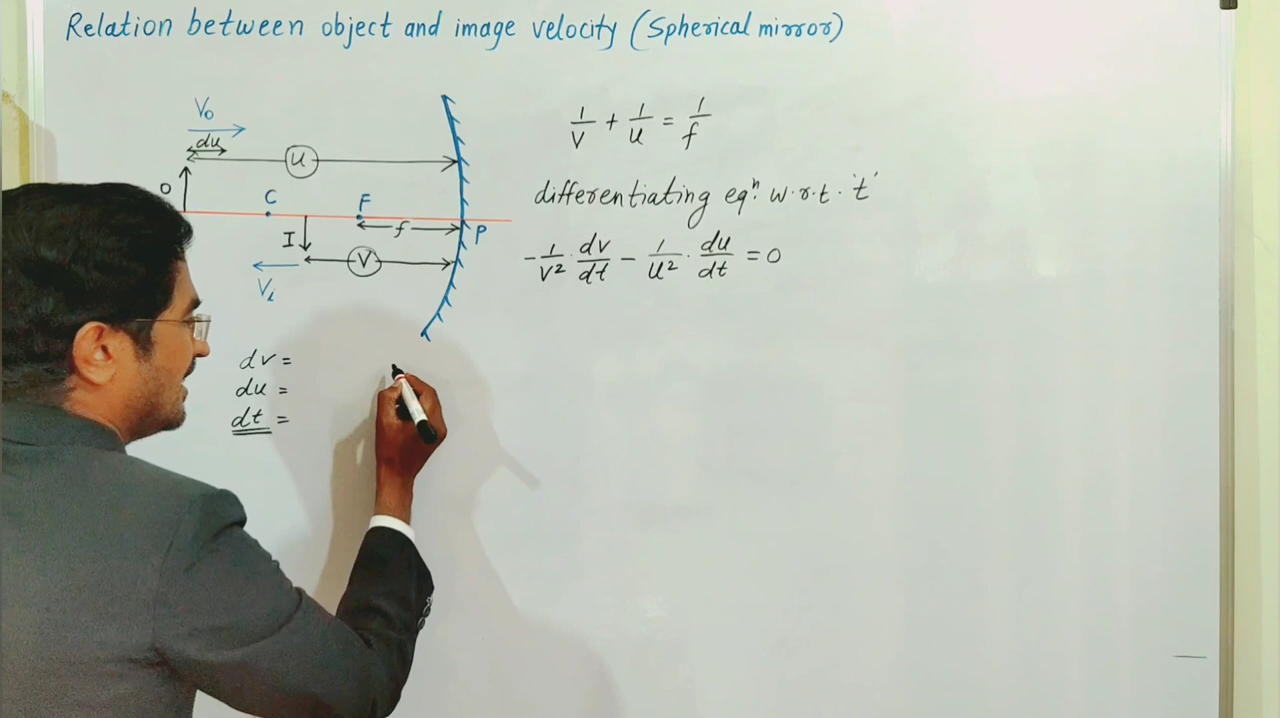 Relation between object and image velocity (Spherical mirror)
V₀
du
u
O
C
F
f
P
I
V
Vᵢ
1/v + 1/u = 1/f
differentiating eqⁿ. w.r.t. 't'
-1/v² · dv/dt - 1/u² · du/dt = 0
dv =
du =
dt =